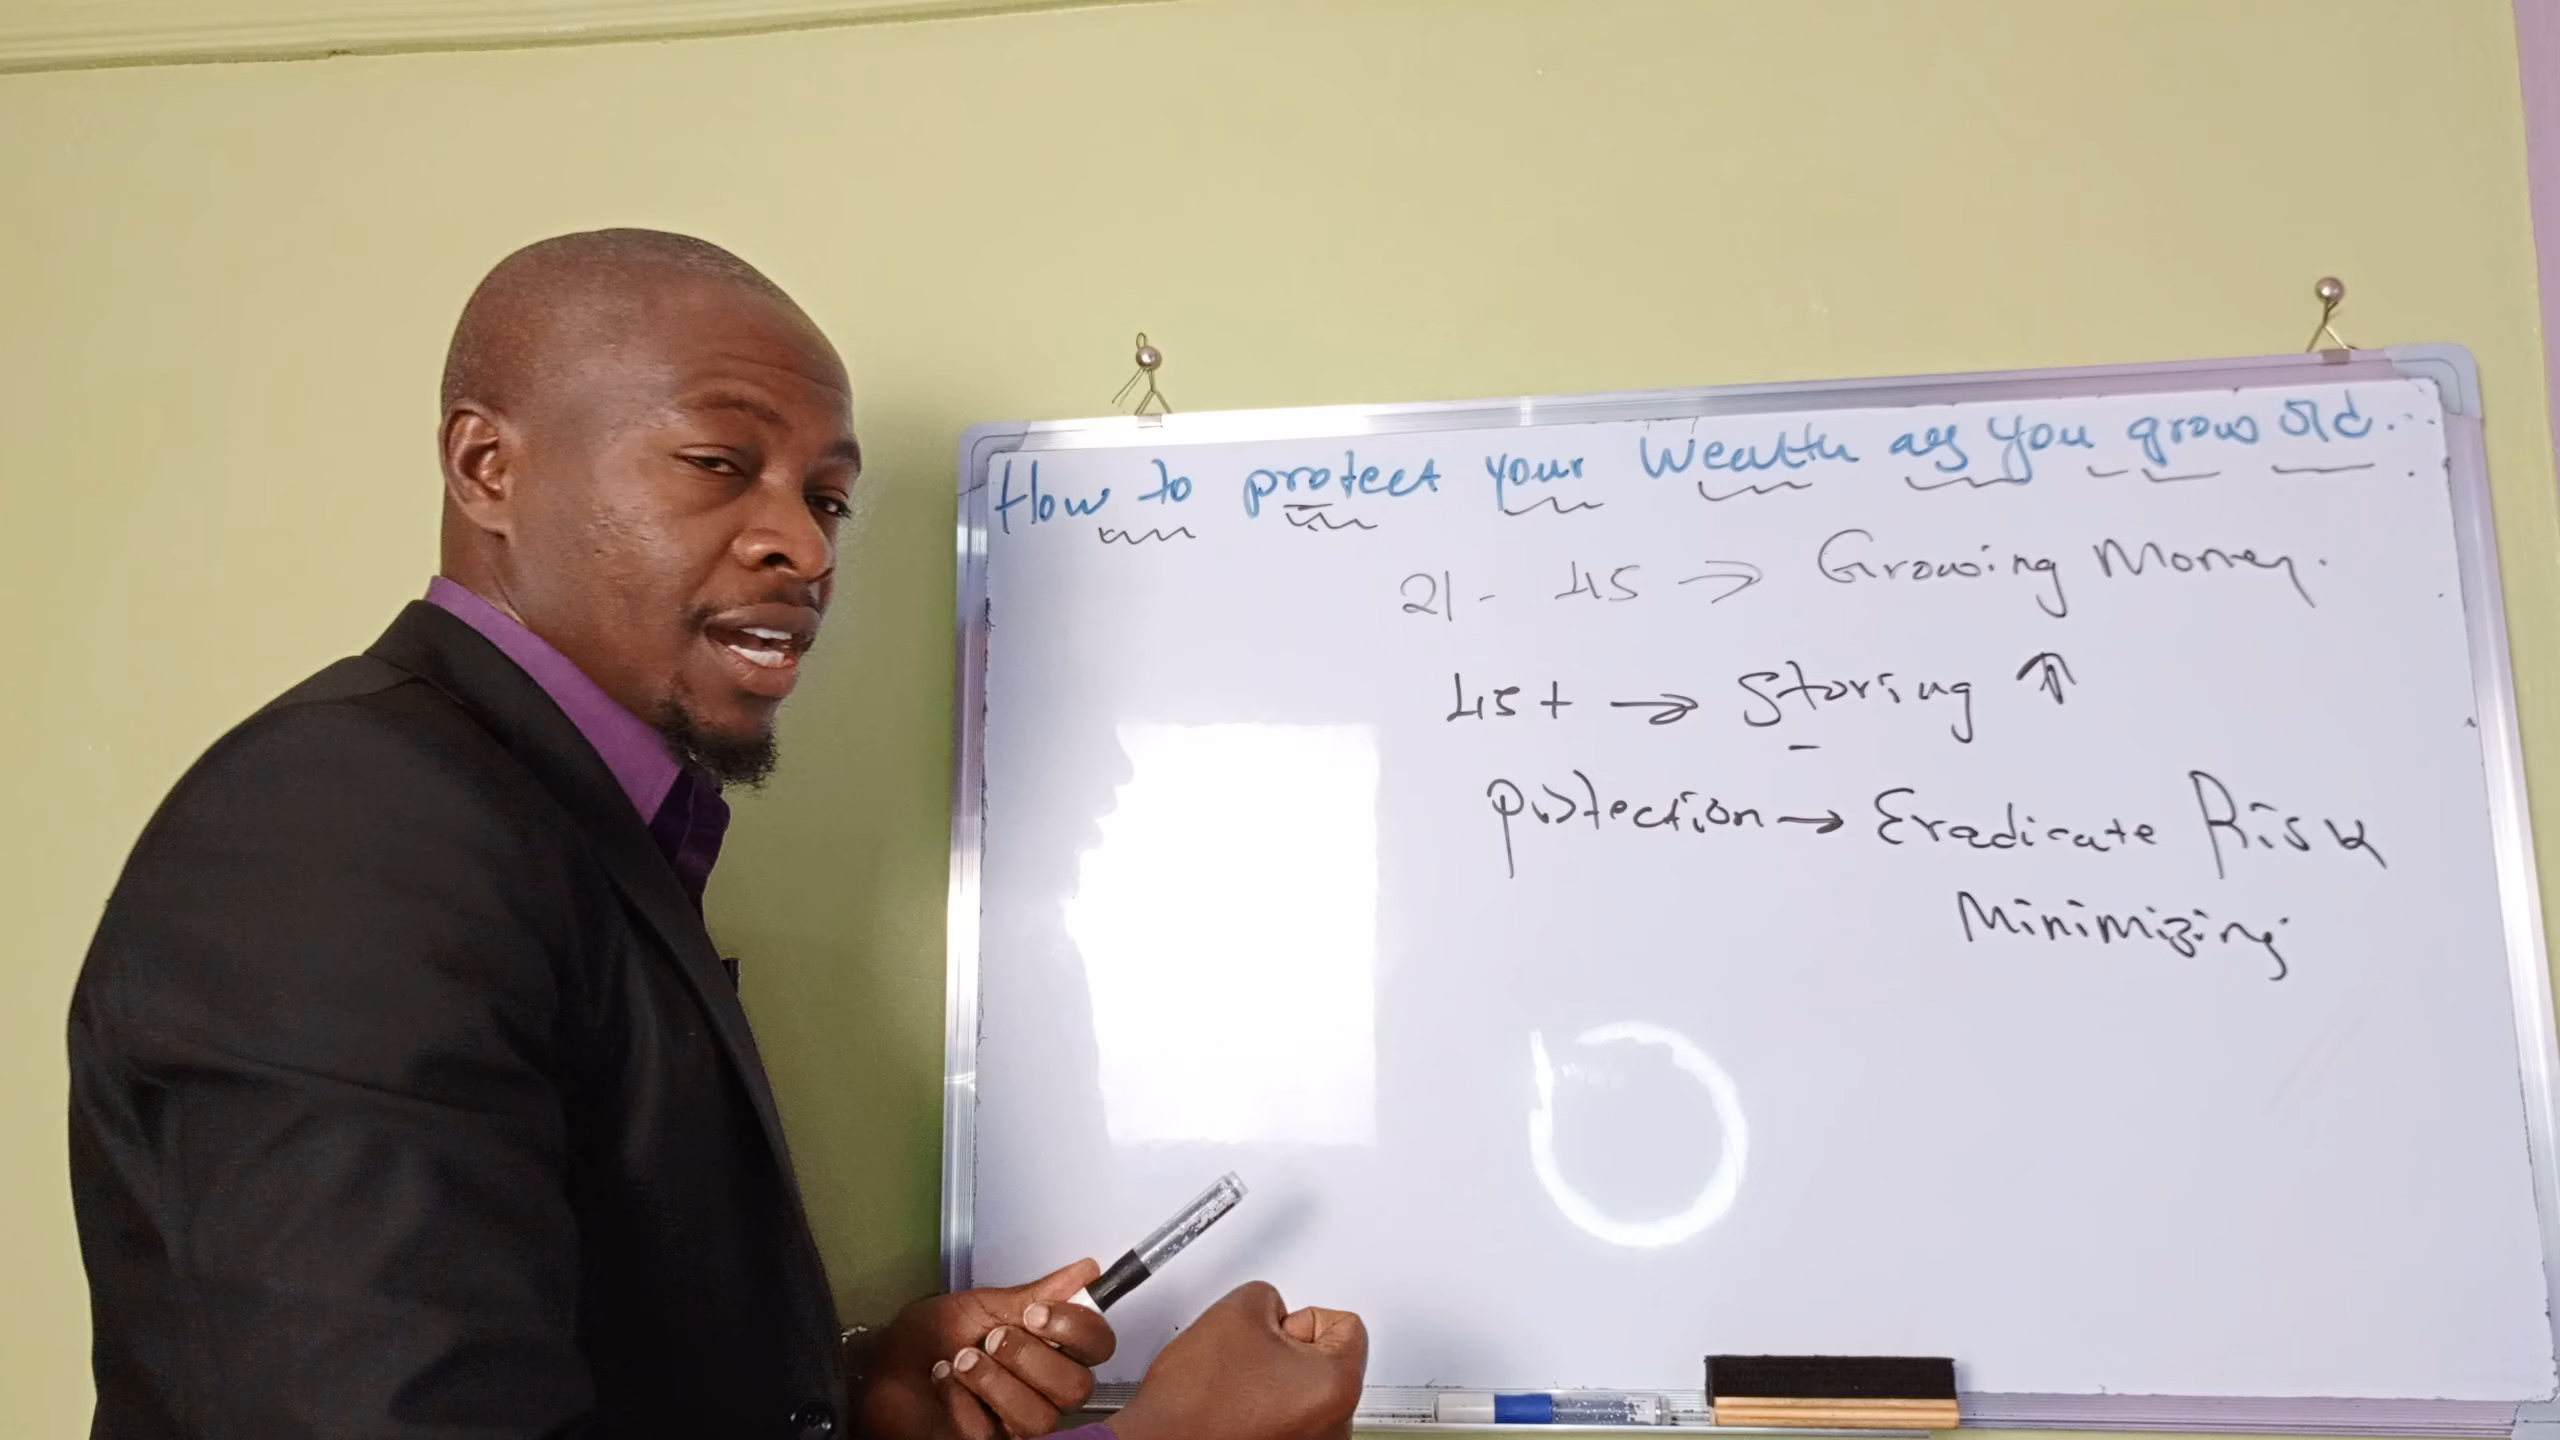 How to protect your Wealth as you grow old...
21 - 45 → Growing Money.
45+ → Storing ↑
protection → Eradicate Risk
Minimizing